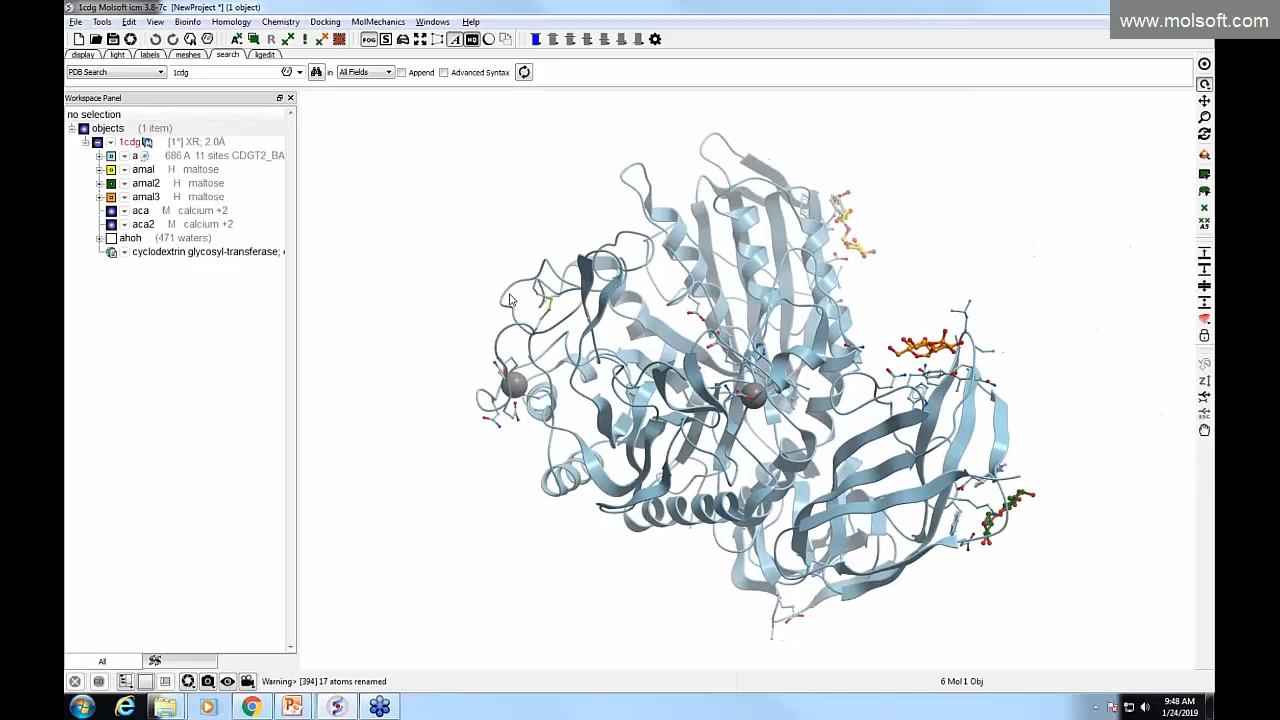 1cdg Molsoft icm 3.8-7c [NewProject *] (1 object)
www.molsoft.com
File Tools Edit View Bioinfo Homology Chemistry Docking MolMechanics Windows Help
display light labels meshes search ligedit
PDB Search 1cdg in All Fields Append Advanced Syntax
Workspace Panel
no selection
objects (1 item)
1cdg [1*] XR; 2.0Å
a 686 A 11 sites CDGT2_BA
amal H maltose
amal2 H maltose
amal3 H maltose
aca M calcium +2
aca2 M calcium +2
ahoh (471 waters)
cyclodextrin glycosyl-transferase;
All
Warning> [394] 17 atoms renamed
6 Mol 1 Obj
9:48 AM
1/24/2019